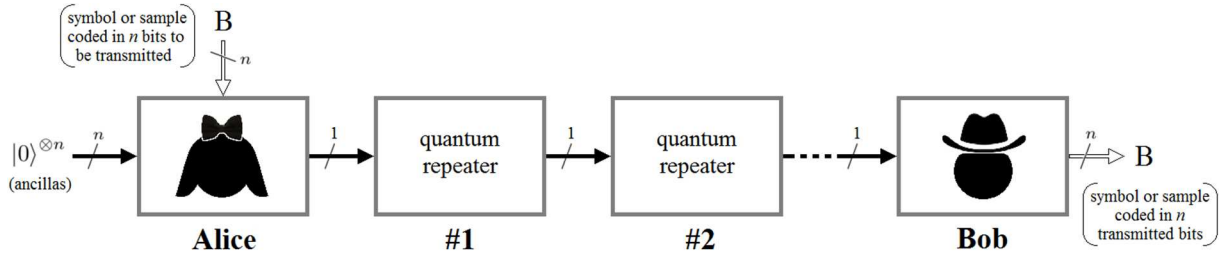 symbol or sample
coded in n bits to
be transmitted
B
n
|0⟩⊗n
(ancillas)
n
1
quantum
repeater
1
quantum
repeater
1
n
B
symbol or sample
coded in n
transmitted bits
Alice
#1
#2
Bob